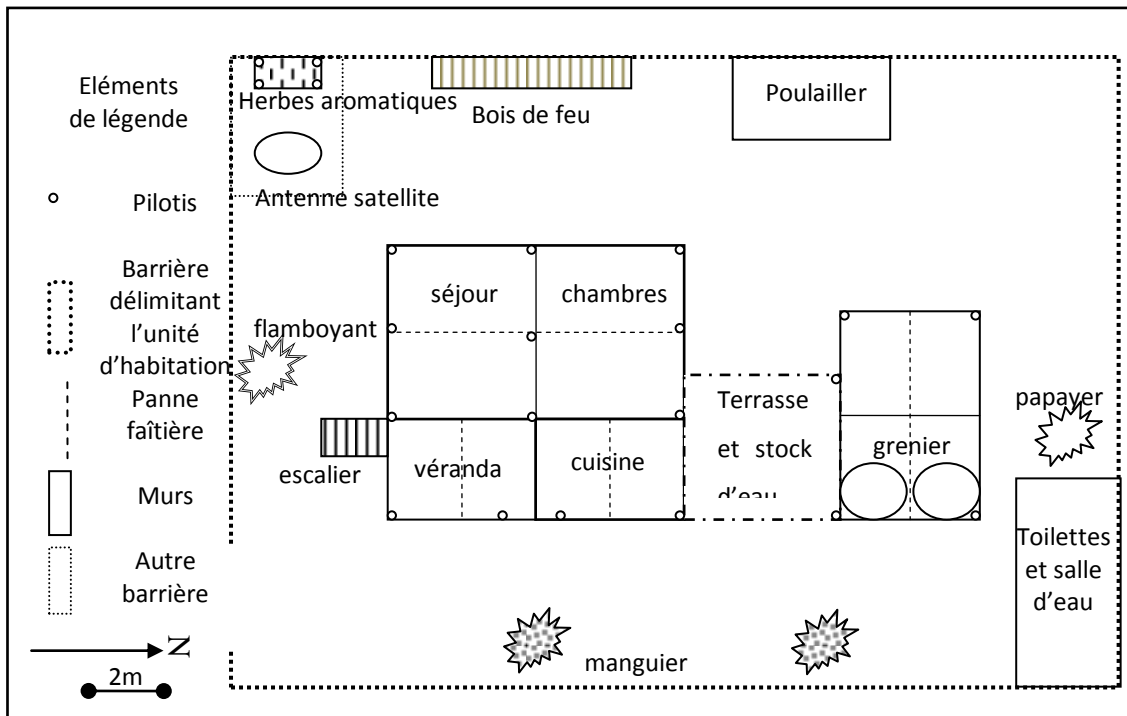 Eléments
de légende
Pilotis
Barrière
délimitant
l'unité
d'habitation
Panne
faîtière
Murs
Autre
barrière
N
2m
Herbes aromatiques
Antenne satellite
Bois de feu
Poulailler
flamboyant
escalier
séjour
chambres
véranda
cuisine
Terrasse
et stock
d'eau
grenier
papayer
Toilettes
et salle
d'eau
manguier